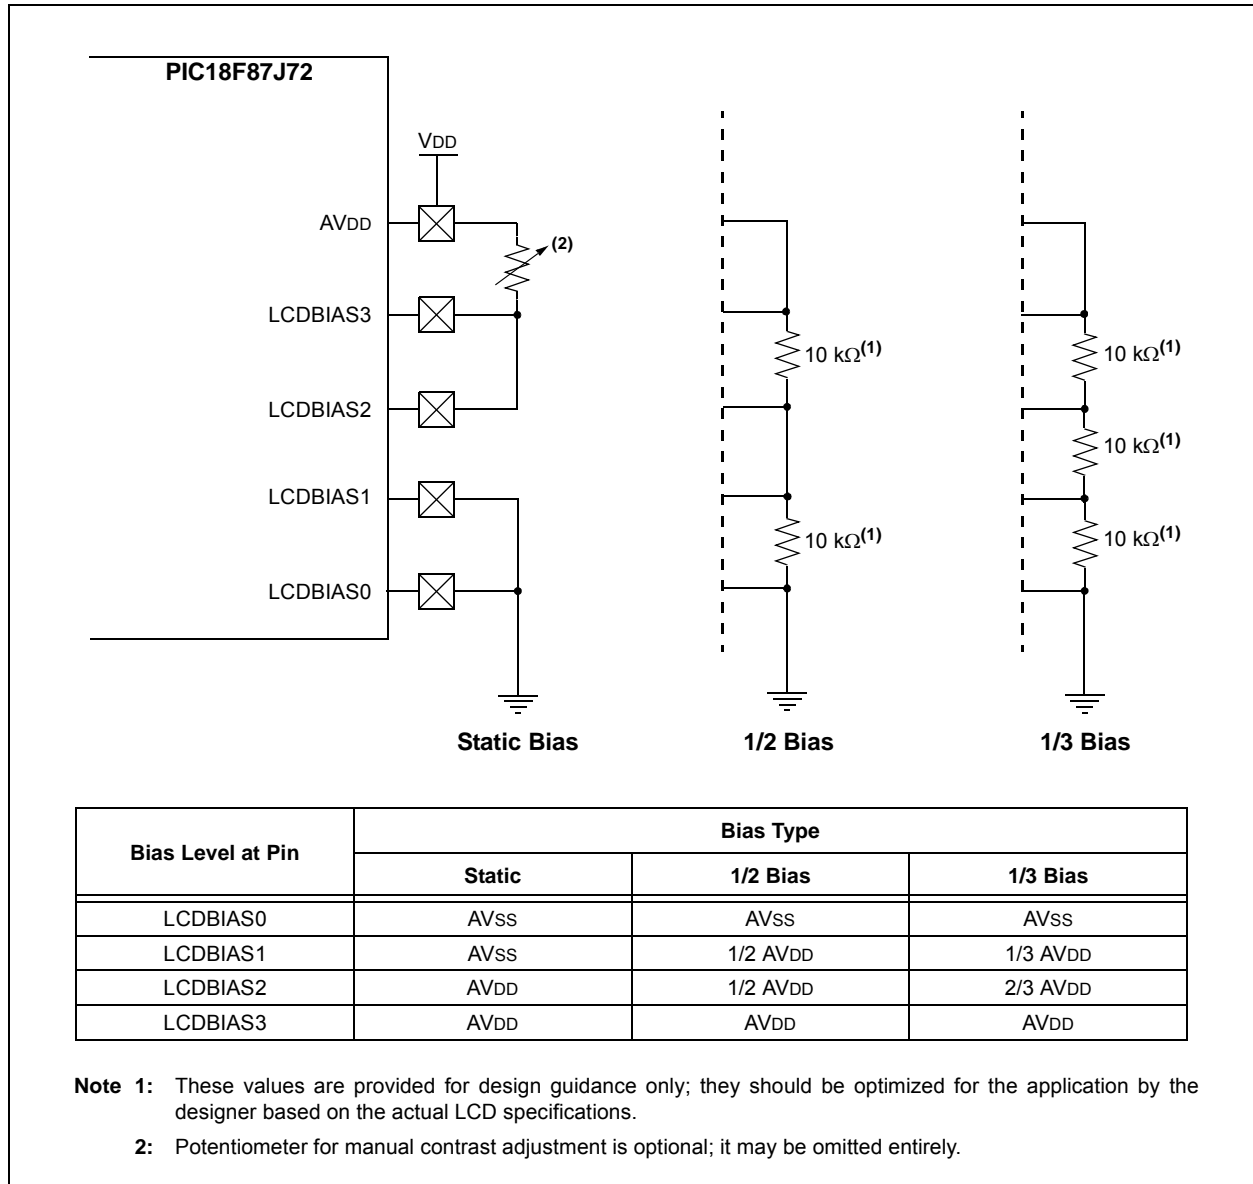 PIC18F87J72
VDD
AVDD
(2)
LCDBIAS3
10 kΩ(1)
10 kΩ(1)
LCDBIAS2
10 kΩ(1)
LCDBIAS1
10 kΩ(1)
10 kΩ(1)
LCDBIAS0
Static Bias
1/2 Bias
1/3 Bias
Bias Level at Pin
Bias Type
Static
1/2 Bias
1/3 Bias
LCDBIAS0 AVSS AVSS AVSS
LCDBIAS1 AVSS 1/2 AVDD 1/3 AVDD
LCDBIAS2 AVDD 1/2 AVDD 2/3 AVDD
LCDBIAS3 AVDD AVDD AVDD
Note 1: These values are provided for design guidance only; they should be optimized for the application by the
designer based on the actual LCD specifications.
2: Potentiometer for manual contrast adjustment is optional; it may be omitted entirely.